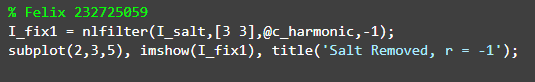 % Felix 232725059
I_fix1 = nlfilter(I_salt,[3 3],@c_harmonic,-1);
subplot(2,3,5), imshow(I_fix1), title('Salt Removed, r = -1');